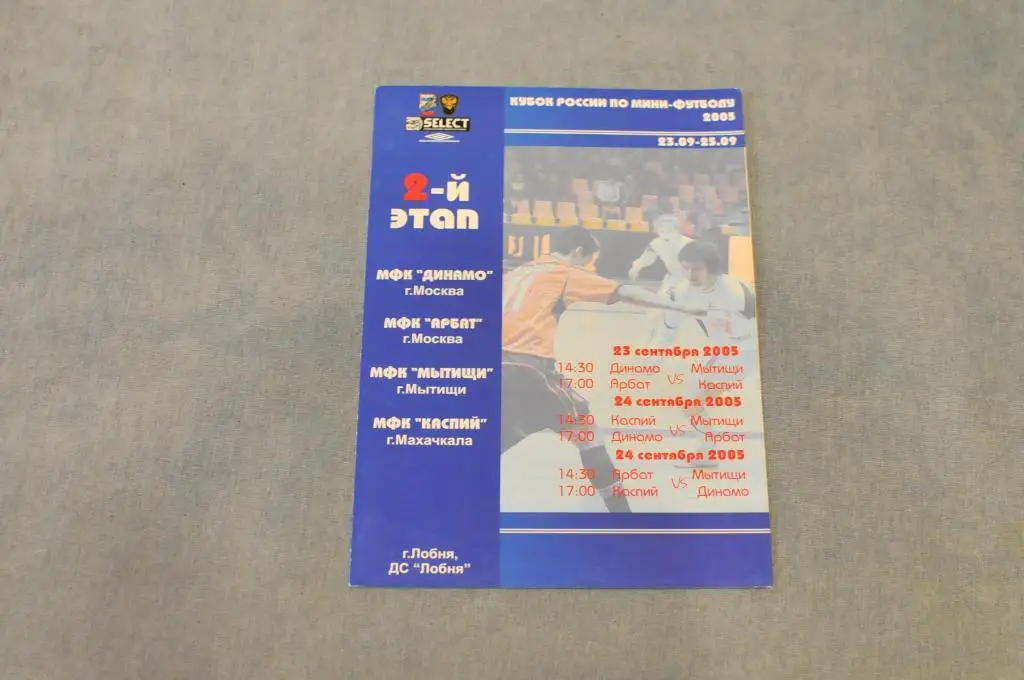 SELECT
2-й
этап
МФК "ДИНАМО"
г.Москва
МФК "АРБАТ"
г.Москва
МФК "МЫТИЩИ"
г.Мытищи
МФК "КАСПИЙ"
г.Махачкала
г.Лобня,
ДС "Лобня"
КУБОК РОССИИ ПО МИНИ-ФУТБОЛУ
2005
23.09-25.09
23 сентября 2005
14:30 Динамо vs Мытищи
17:00 Арбат Каспий
24 сентября 2005
14:30 Каспий vs Мытищи
17:00 Динамо Арбат
24 сентября 2005
14:30 Арбат vs Мытищи
17:00 Каспий Динамо